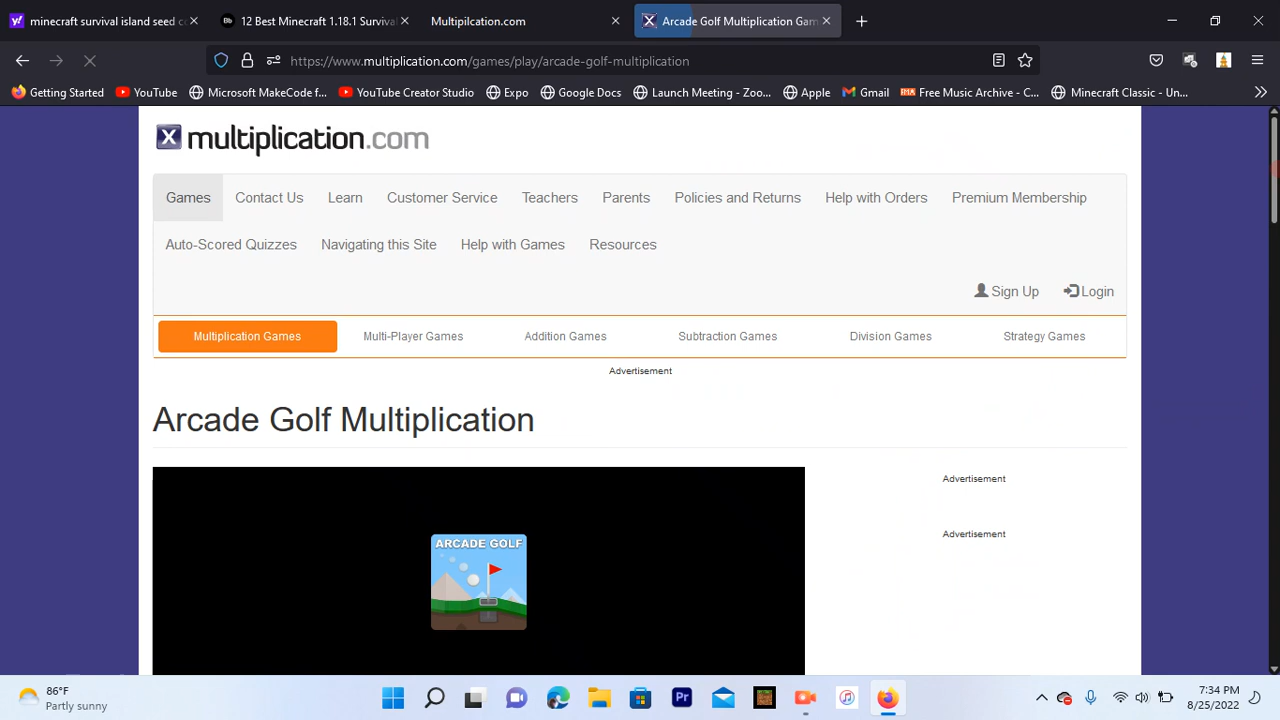 minecraft survival island seed c
12 Best Minecraft 1.18.1 Survival
Multipilcation.com
Arcade Golf Multiplication Gam
https://www.multiplication.com/games/play/arcade-golf-multiplication
Getting Started
YouTube
Microsoft MakeCode f...
YouTube Creator Studio
Expo
Google Docs
Launch Meeting - Zoo...
Apple
Gmail
Free Music Archive - C...
Minecraft Classic - Un...
X multiplication.com
Games
Contact Us
Learn
Customer Service
Teachers
Parents
Policies and Returns
Help with Orders
Premium Membership
Auto-Scored Quizzes
Navigating this Site
Help with Games
Resources
Sign Up
Login
Multiplication Games
Multi-Player Games
Addition Games
Subtraction Games
Division Games
Strategy Games
Advertisement
Arcade Golf Multiplication
Advertisement
Advertisement
ARCADE GOLF
86°F
Partly sunny
Pr
7:34 PM
8/25/2022